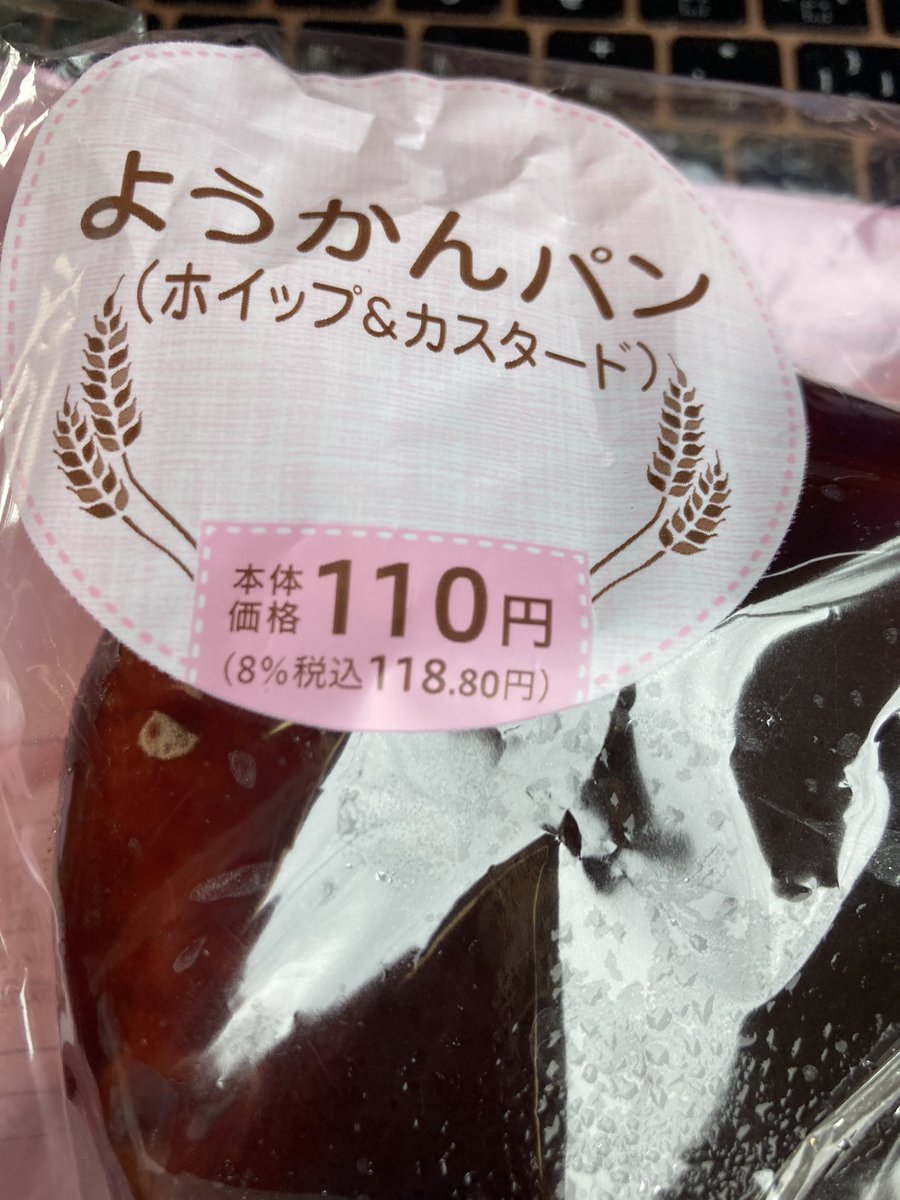 ようかんパン
（ホイップ&カスタード）
本体価格 110円
（8%税込118.80円）